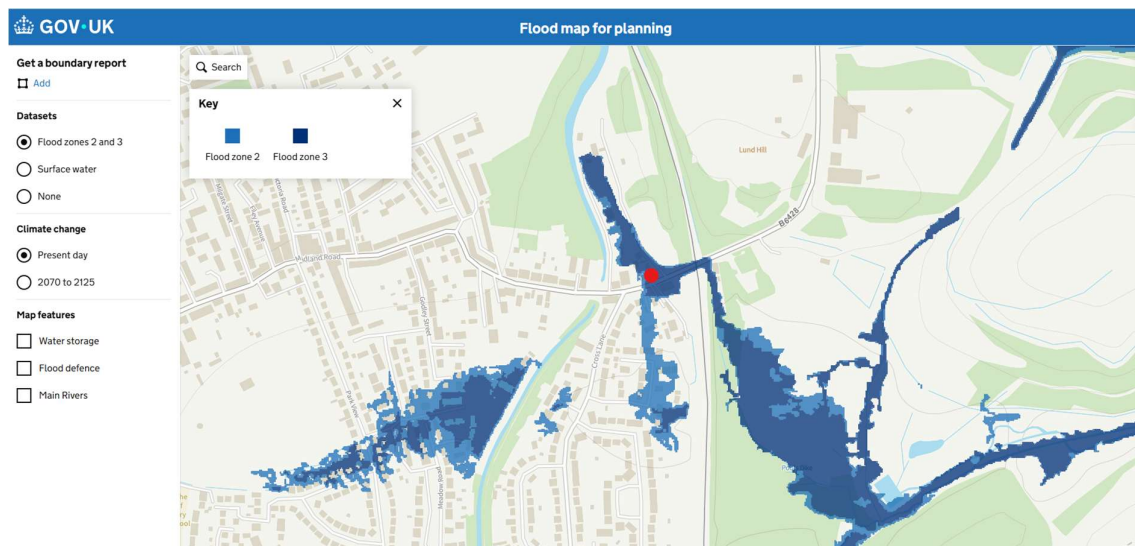 GOV•UK
Flood map for planning
Get a boundary report
Add
Datasets
Flood zones 2 and 3
Surface water
None
Climate change
Present day
2070 to 2125
Map features
Water storage
Flood defence
Main Rivers
Search
Key
Flood zone 2
Flood zone 3
Lund Hill
B6428
Midland Road
Godley Street
Cross Lane
Park View
Meadow Road